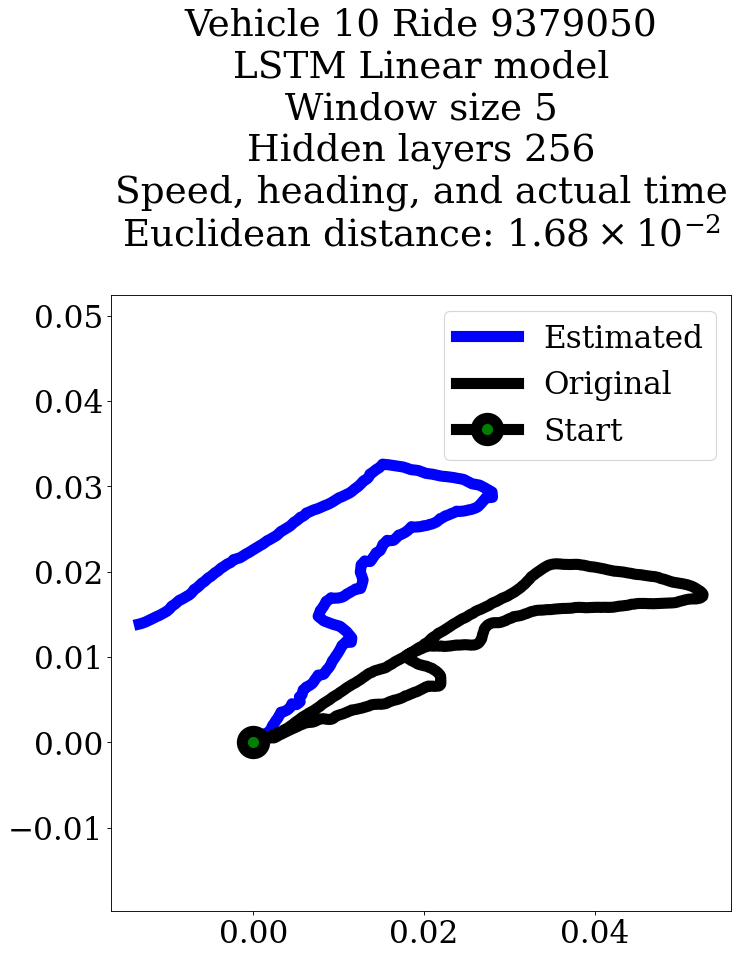 Vehicle 10 Ride 9379050
LSTM Linear model
Window size 5
Hidden layers 256
Speed, heading, and actual time
Euclidean distance: 1.68 × 10⁻²
Estimated
Original
Start
0.05
0.04
0.03
0.02
0.01
0.00
−0.01
0.00
0.02
0.04